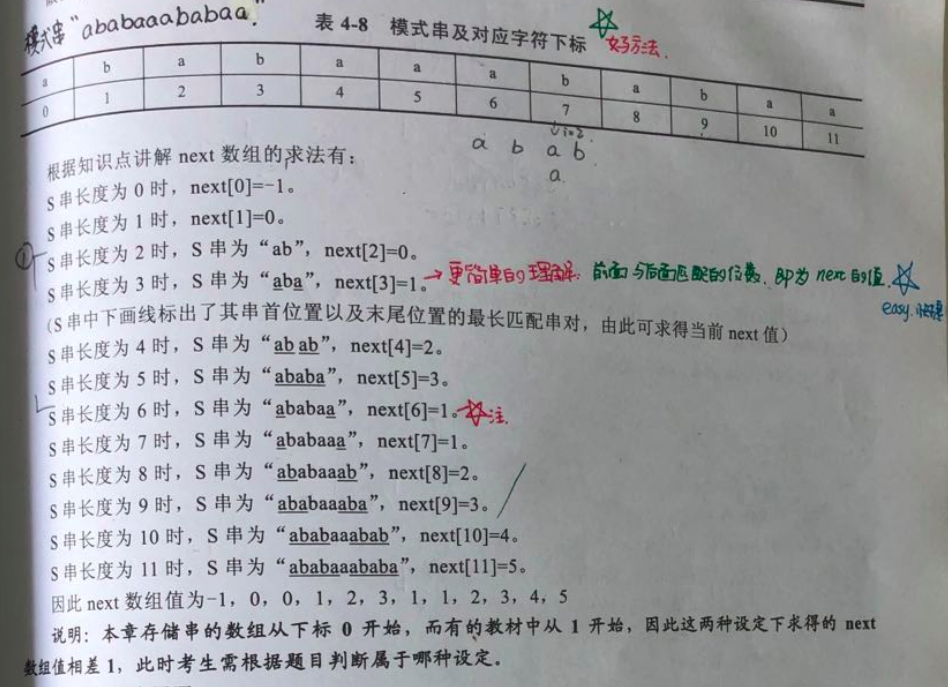 模式串“ababaaababaa.”
表 4-8 模式串及对应字符下标 好方法.
a b a b a a a b a b a a
0 1 2 3 4 5 6 7 8 9 10 11
a b a b
a
根据知识点讲解 next 数组的求法有：
S 串长度为 0 时，next[0]=-1。
S 串长度为 1 时，next[1]=0。
① S 串长度为 2 时，S 串为“ab”，next[2]=0。
S 串长度为 3 时，S 串为“aba”，next[3]=1。→更简单的理解：前面与后面匹配的位数，即为 next 的值
（S 串中下画线标出了其串首位置以及末尾位置的最长匹配串对，由此可求得当前 next 值）
easy.
S 串长度为 4 时，S 串为“abab”，next[4]=2。
S 串长度为 5 时，S 串为“ababa”，next[5]=3。
S 串长度为 6 时，S 串为“ababaa”，next[6]=1。注.
S 串长度为 7 时，S 串为“ababaaa”，next[7]=1。
S 串长度为 8 时，S 串为“ababaaab”，next[8]=2。
S 串长度为 9 时，S 串为“ababaaaba”，next[9]=3。
S 串长度为 10 时，S 串为“ababaaabab”，next[10]=4。
S 串长度为 11 时，S 串为“ababaaababa”，next[11]=5。
因此 next 数组值为-1，0，0，1，2，3，1，1，2，3，4，5
说明：本章存储串的数组从下标 0 开始，而有的教材中从 1 开始，因此这两种设定下求得的 next
数组值相差 1，此时考生需根据题目判断属于哪种设定。